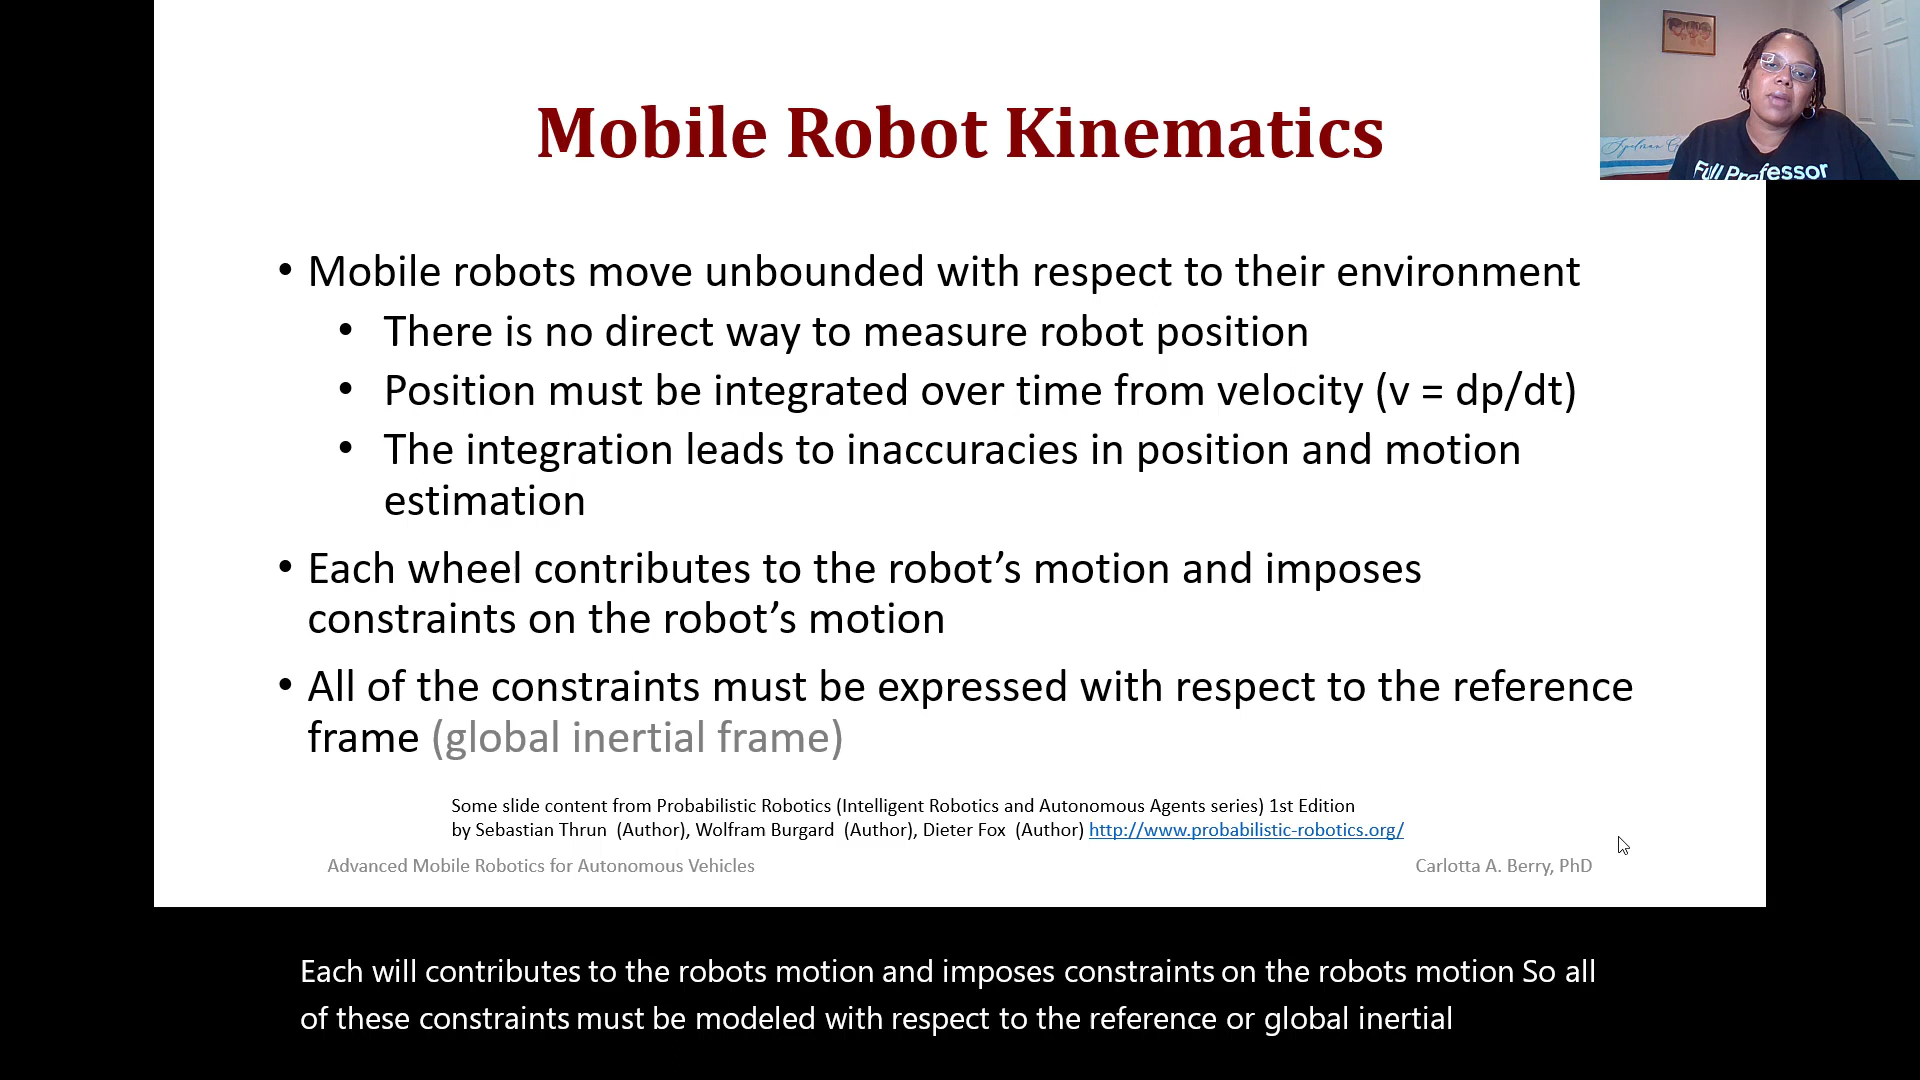 Mobile Robot Kinematics
• Mobile robots move unbounded with respect to their environment
• There is no direct way to measure robot position
• Position must be integrated over time from velocity (v = dp/dt)
• The integration leads to inaccuracies in position and motion
estimation
• Each wheel contributes to the robot’s motion and imposes
constraints on the robot’s motion
• All of the constraints must be expressed with respect to the reference
frame (global inertial frame)
Some slide content from Probabilistic Robotics (Intelligent Robotics and Autonomous Agents series) 1st Edition
by Sebastian Thrun (Author), Wolfram Burgard (Author), Dieter Fox (Author) http://www.probabilistic-robotics.org/
Advanced Mobile Robotics for Autonomous Vehicles
Carlotta A. Berry, PhD
Spelman
Full Professor
Each will contributes to the robots motion and imposes constraints on the robots motion So all
of these constraints must be modeled with respect to the reference or global inertial